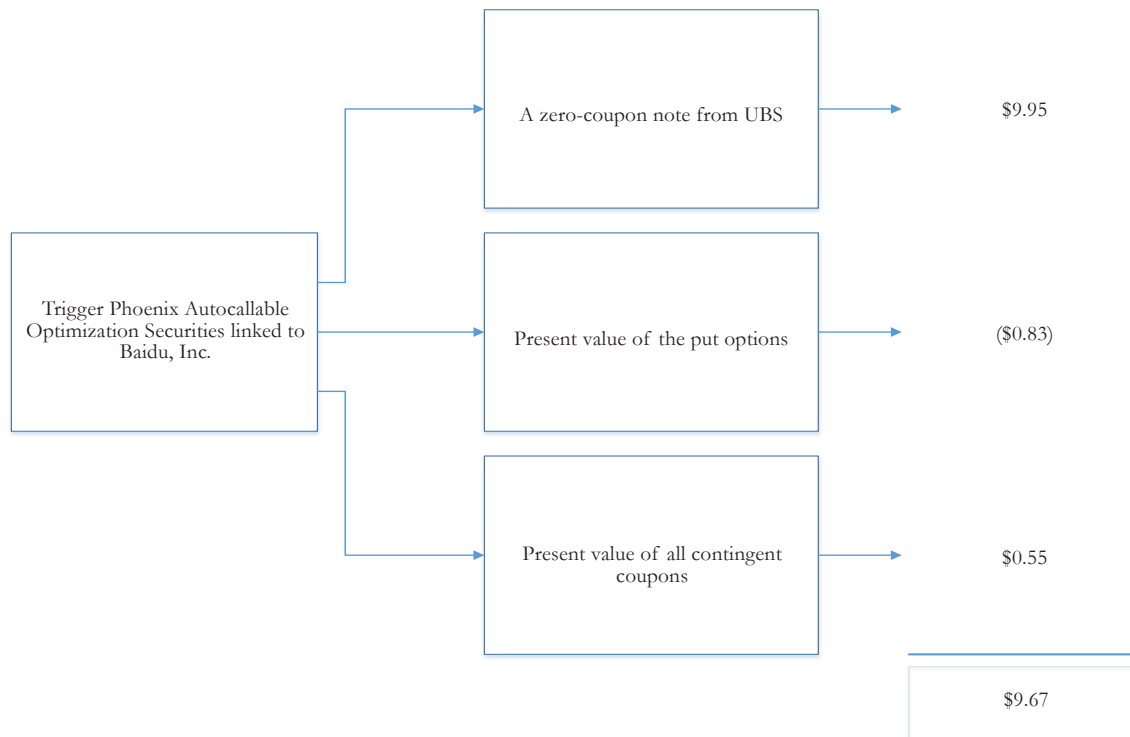 A zero-coupon note from UBS
$9.95
Trigger Phoenix Autocallable
Optimization Securities linked to
Baidu, Inc.
Present value of the put options
($0.83)
Present value of all contingent
coupons
$0.55
$9.67